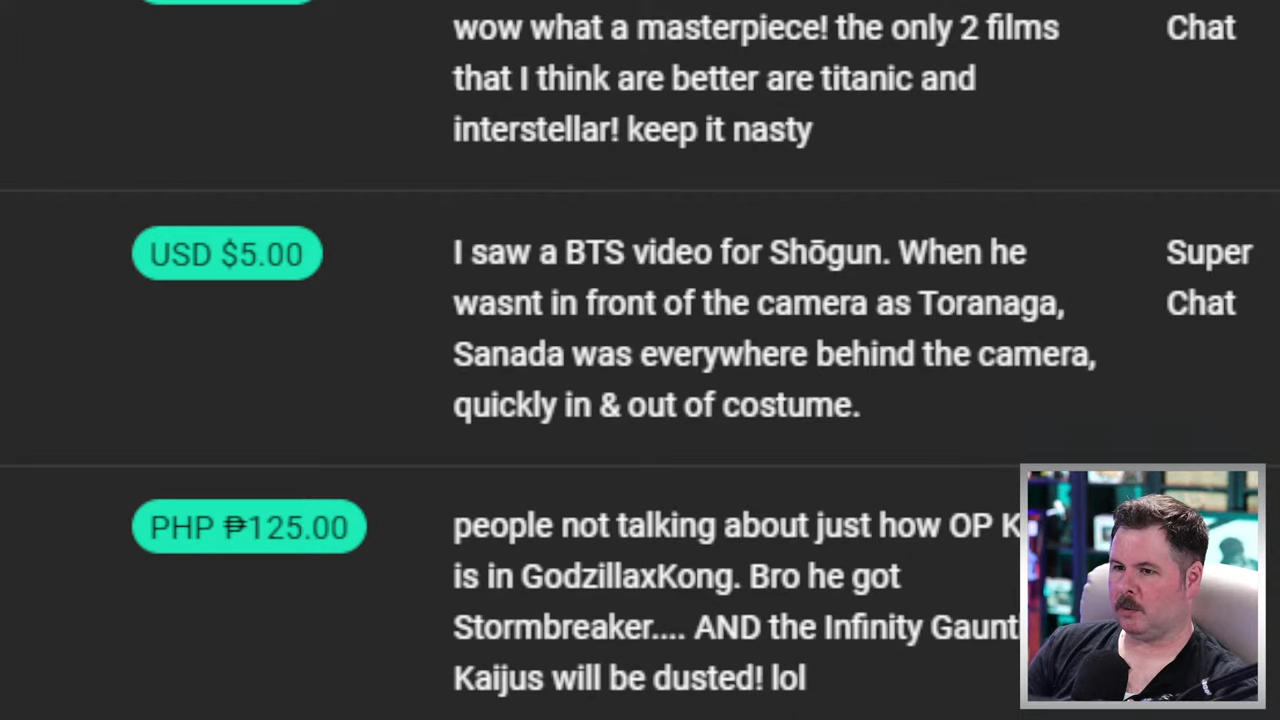 wow what a masterpiece! the only 2 films
that I think are better are titanic and
interstellar! keep it nasty
Chat
USD $5.00
I saw a BTS video for Shōgun. When he
wasnt in front of the camera as Toranaga,
Sanada was everywhere behind the camera,
quickly in & out of costume.
Super
Chat
PHP ₱125.00
people not talking about just how OP
is in GodzillaxKong. Bro he got
Stormbreaker.... AND the Infinity
Kaijus will be dusted! lol